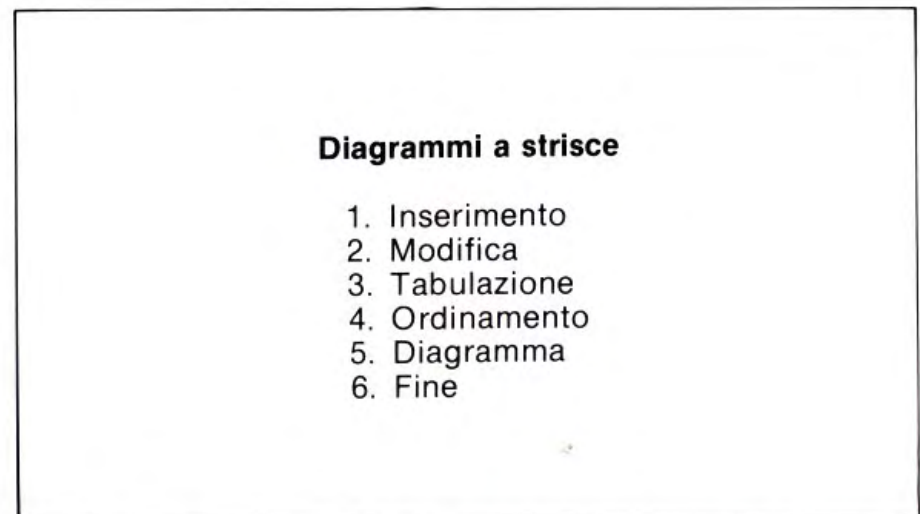 Diagrammi a strisce
1. Inserimento
2. Modifica
3. Tabulazione
4. Ordinamento
5. Diagramma
6. Fine